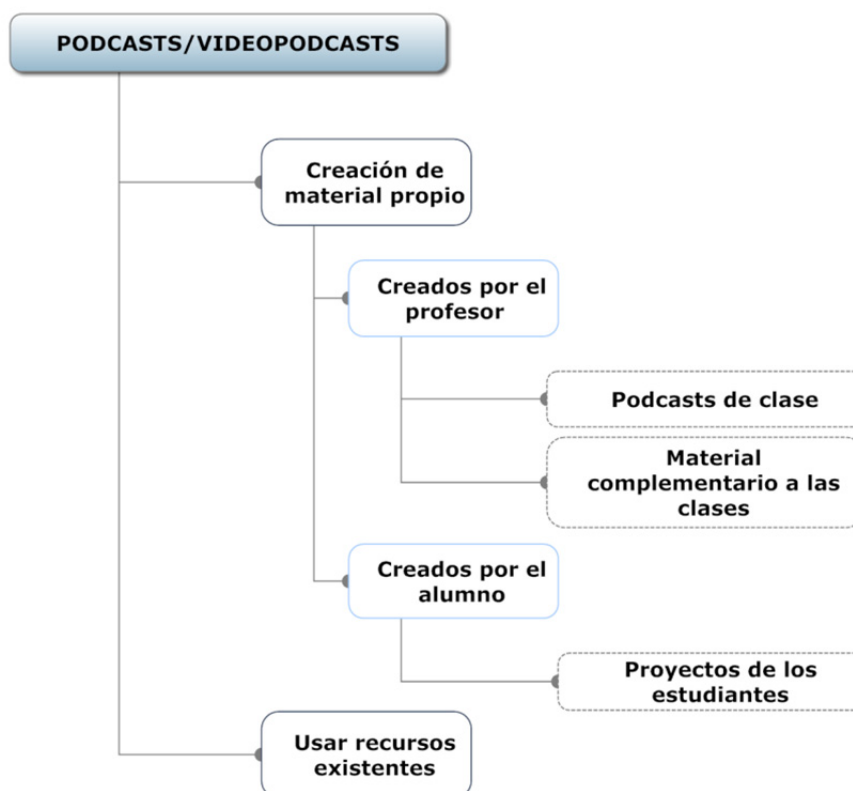 PODCASTS/VIDEOPODCASTS
Creación de
material propio
Creados por el
profesor
Podcasts de clase
Material
complementario a las
clases
Creados por el
alumno
Proyectos de los
estudiantes
Usar recursos
existentes